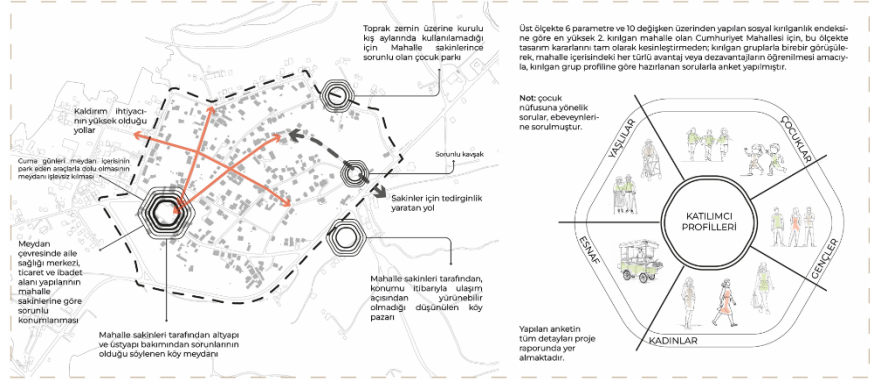 Toprak zemin üzerine kurulu
kış aylarında kullanılamadığı
için Mahalle sakinlerince
sorunlu olan çocuk parkı
Kaldırım ihtiyacı-
nın yüksek olduğu
yollar
Cuma günleri meydan içerisinin
park eden araçlarla dolu olmasının
meydanı işlevsiz kılması
Sorunlu kavşak
Sakinler için tedirginlik
yaratan yol
Meydan
çevresinde aile
sağlığı merkezi,
ticaret ve ibadet
alanı yapılarının
mahalle
sakinlerine göre
sorunlu
konumlanması
Mahalle sakinleri tarafından,
konumu itibarıyla ulaşım
açısından yürünebilir
olmadığı düşünülen köy
pazarı
Mahalle sakinleri tarafından altyapı
ve üstyapı bakımından sorunlarının
olduğu söylenen köy meydanı
Üst ölçekte 6 parametre ve 10 değişken üzerinden yapılan sosyal kırılganlık endeksi-
ne göre en yüksek 2. kırılgan mahalle olan Cumhuriyet Mahallesi için, bu ölçekte
tasarım kararlarını tam olarak kesinleştirmeden; kırılgan gruplarla birebir görüşüle-
rek, mahalle içerisindeki her türlü avantaj veya dezavantajların öğrenilmesi amacıy-
la, kırılgan grup profiline göre hazırlanan sorularla anket yapılmıştır.
Not: çocuk
nüfusuna yönelik
sorular, ebeveynleri-
ne sorulmuştur.
YAŞLILAR
ÇOCUKLAR
KATILIMCI
PROFİLLERİ
ESNAF
GENÇLER
KADINLAR
Yapılan anketin
tüm detayları proje
raporunda yer
almaktadır.